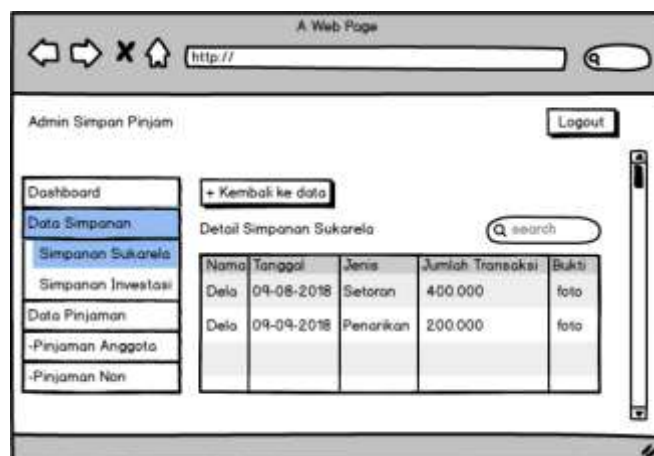 A Web Page
http://
Admin Simpan Pinjam
Logout
Dashboard
Data Simpanan
Simpanan Sukarela
Simpanan Investasi
Data Pinjaman
-Pinjaman Anggota
-Pinjaman Non
+ Kembali ke data
Detail Simpanan Sukarela
search
Nama Tanggal Jenis Jumlah Transaksi Bukti
Dela 09-08-2018 Setoran 400.000 foto
Dela 09-09-2018 Penarikan 200.000 foto